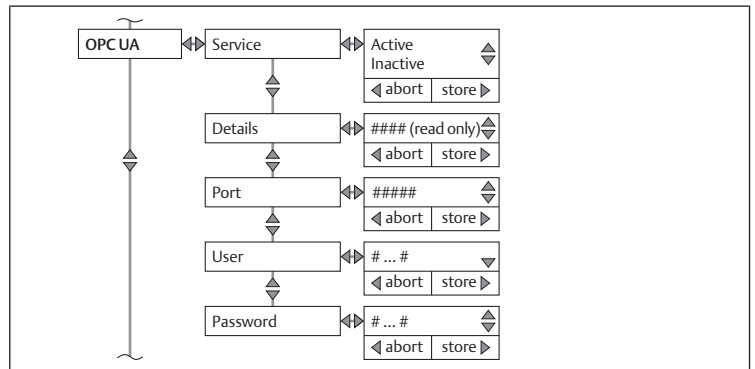 OPC UA
Service
Active
Inactive
abort store
Details
#### (read only)
abort store
Port
#####
abort store
User
# ... #
abort store
Password
# ... #
abort store